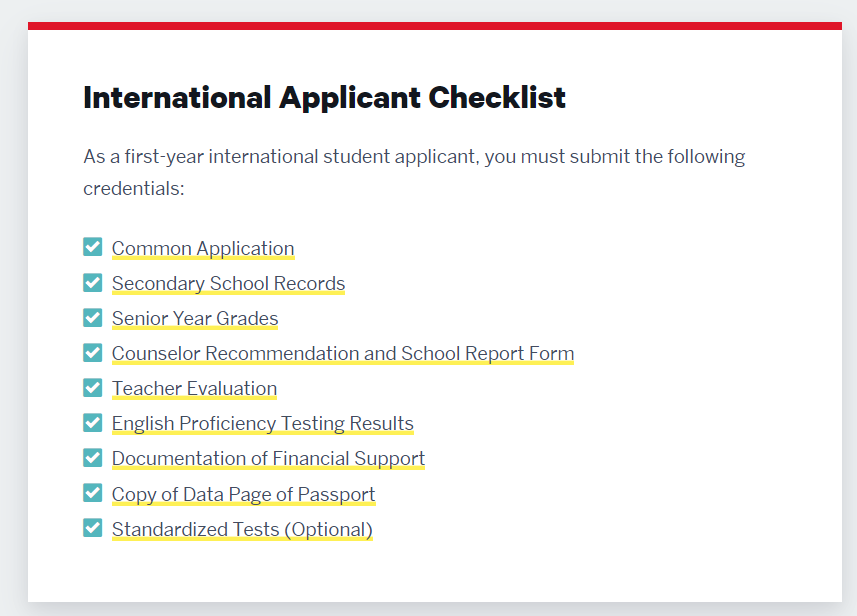 International Applicant Checklist
As a first-year international student applicant, you must submit the following
credentials:
Common Application
Secondary School Records
Senior Year Grades
Counselor Recommendation and School Report Form
Teacher Evaluation
English Proficiency Testing Results
Documentation of Financial Support
Copy of Data Page of Passport
Standardized Tests (Optional)